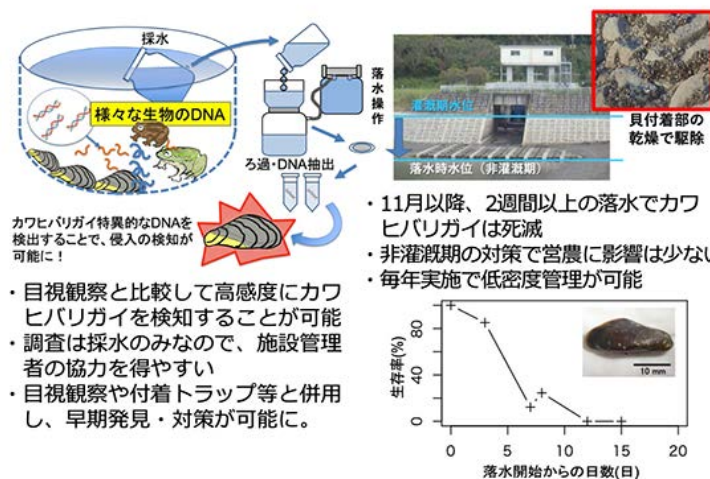 採水
様々な生物のDNA
ろ過・DNA抽出
カワヒバリガイ特異的なDNAを
検出することで、侵入の検知が
可能に！
・目視観察と比較して高感度にカワ
ヒバリガイを検知することが可能
・調査は採水のみなので、施設管理
者の協力を得やすい
・目視観察や付着トラップ等と併用
し、早期発見・対策が可能に。
落水操作
灌漑期水位
落水時水位（非灌漑期）
貝付着部の
乾燥で駆除
・11月以降、2週間以上の落水でカワ
ヒバリガイは死滅
・非灌漑期の対策で営農に影響は少ない
・毎年実施で低密度管理が可能
生存率(%)
80
40
0
10 mm
0 5 10 15 20
落水開始からの日数(日)